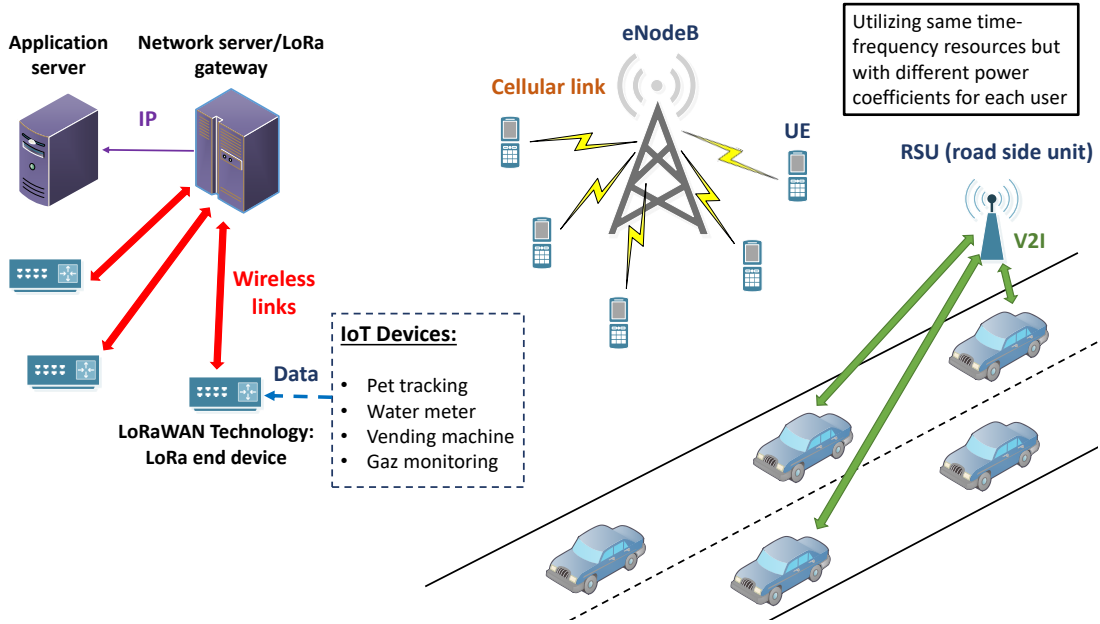 Application
server
Network server/LoRa
gateway
IP
Wireless
links
Data
IoT Devices:
• Pet tracking
• Water meter
• Vending machine
• Gaz monitoring
LoRaWAN Technology:
LoRa end device
eNodeB
Cellular link
UE
Utilizing same time-
frequency resources but
with different power
coefficients for each user
RSU (road side unit)
V2I